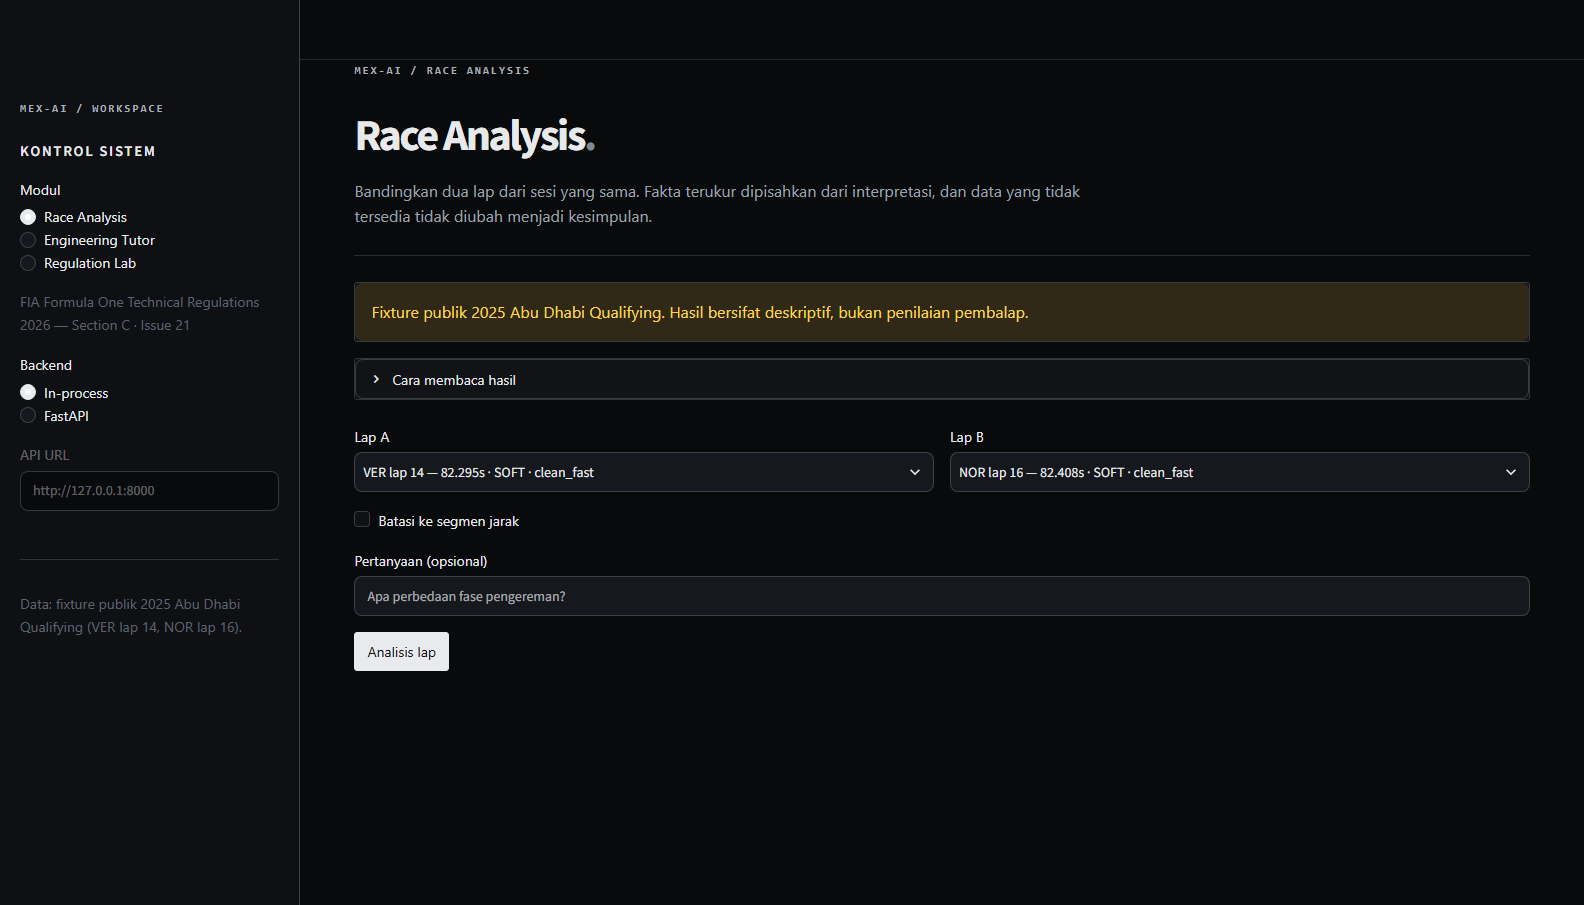 MEX-AI / WORKSPACE
KONTROL SISTEM
Modul
Race Analysis
Engineering Tutor
Regulation Lab
FIA Formula One Technical Regulations
2026 — Section C · Issue 21
Backend
In-process
FastAPI
API URL
http://127.0.0.1:8000
Data: fixture publik 2025 Abu Dhabi
Qualifying (VER lap 14, NOR lap 16).
MEX-AI / RACE ANALYSIS
Race Analysis.
Bandingkan dua lap dari sesi yang sama. Fakta terukur dipisahkan dari interpretasi, dan data yang tidak
tersedia tidak diubah menjadi kesimpulan.
Fixture publik 2025 Abu Dhabi Qualifying. Hasil bersifat deskriptif, bukan penilaian pembalap.
Cara membaca hasil
Lap A
VER lap 14 — 82.295s · SOFT · clean_fast
Lap B
NOR lap 16 — 82.408s · SOFT · clean_fast
Batasi ke segmen jarak
Pertanyaan (opsional)
Apa perbedaan fase pengereman?
Analisis lap